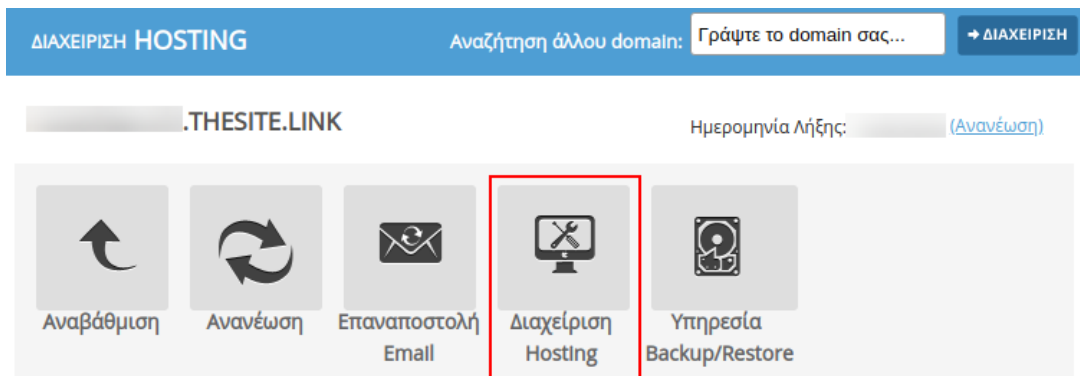 ΔΙΑΧΕΙΡΙΣΗ HOSTING
Αναζήτηση άλλου domain:
Γράψτε το domain σας...
ΔΙΑΧΕΙΡΙΣΗ
.THESITE.LINK
Ημερομηνία Λήξης:
(Ανανέωση)
Αναβάθμιση
Ανανέωση
Επαναποστολή
Email
Διαχείριση
Hosting
Υπηρεσία
Backup/Restore